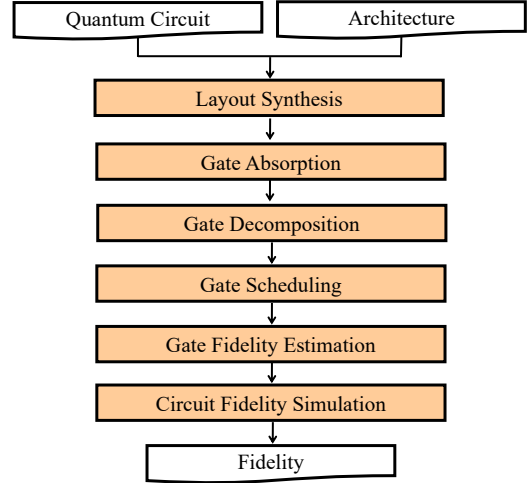 Quantum Circuit
Architecture
Layout Synthesis
Gate Absorption
Gate Decomposition
Gate Scheduling
Gate Fidelity Estimation
Circuit Fidelity Simulation
Fidelity